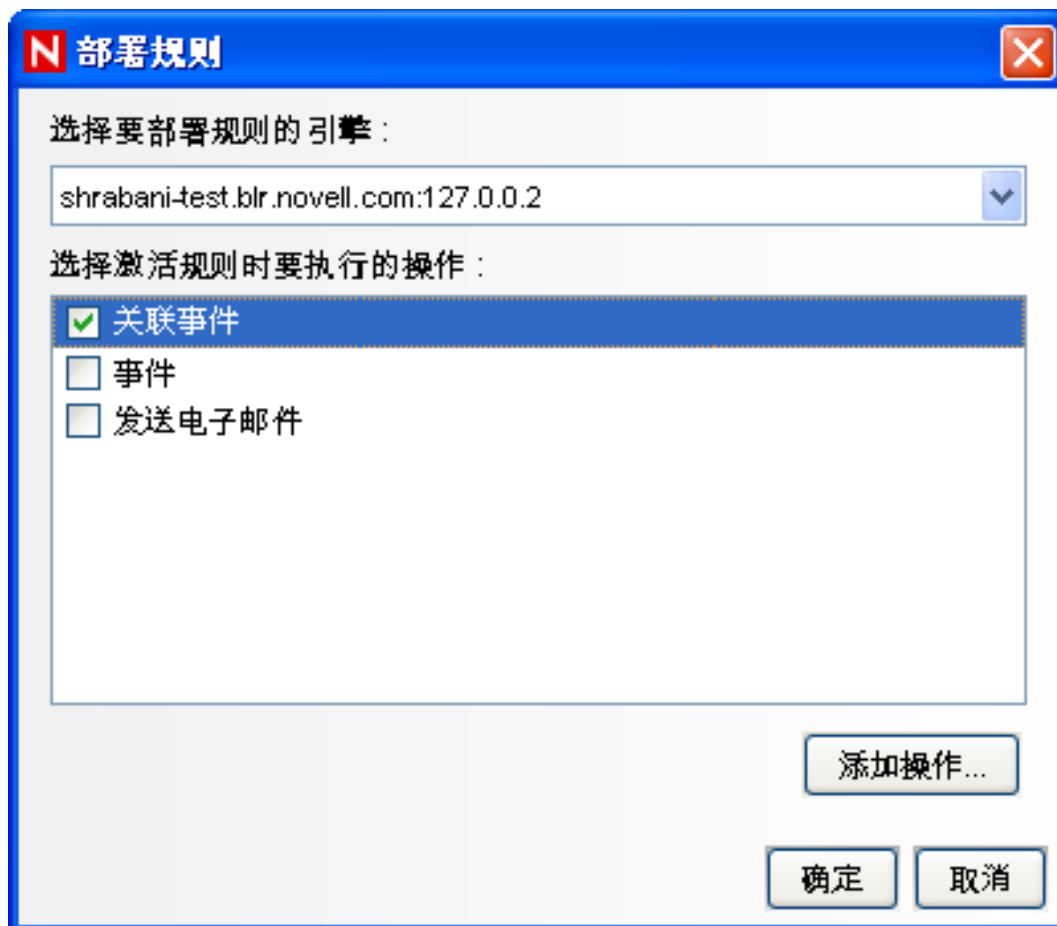 N 部署规则
选择要部署规则的引擎 :
shrabani-test.blr.novell.com:127.0.0.2
选择激活规则时要执行的操作 :
关联事件
事件
发送电子邮件
添加操作...
确定 取消